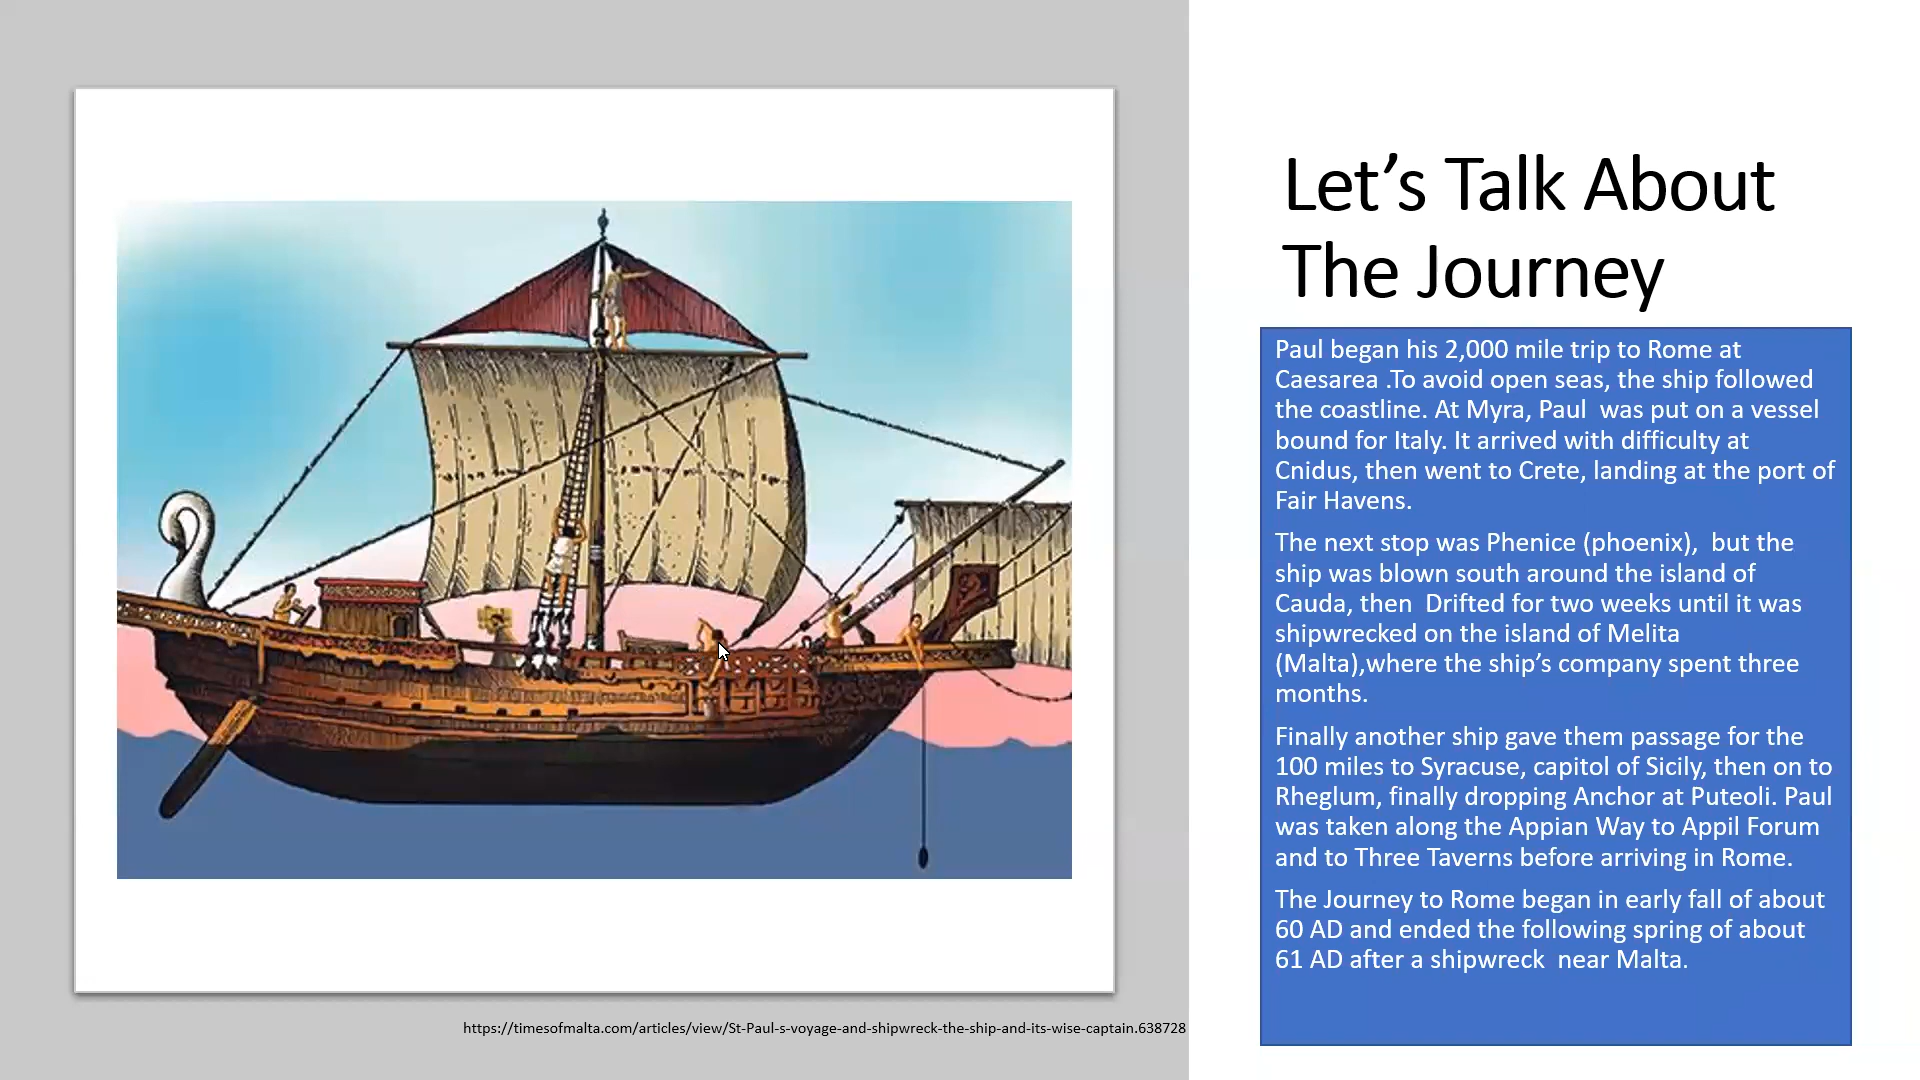 Let’s Talk About
The Journey
Paul began his 2,000 mile trip to Rome at
Caesarea .To avoid open seas, the ship followed
the coastline. At Myra, Paul  was put on a vessel
bound for Italy. It arrived with difficulty at
Cnidus, then went to Crete, landing at the port of
Fair Havens.
The next stop was Phenice (phoenix),  but the
ship was blown south around the island of
Cauda, then  Drifted for two weeks until it was
shipwrecked on the island of Melita
(Malta),where the ship’s company spent three
months.
Finally another ship gave them passage for the
100 miles to Syracuse, capitol of Sicily, then on to
Rheglum, finally dropping Anchor at Puteoli. Paul
was taken along the Appian Way to Appil Forum
and to Three Taverns before arriving in Rome.
The Journey to Rome began in early fall of about
60 AD and ended the following spring of about
61 AD after a shipwreck  near Malta.
https://timesofmalta.com/articles/view/St-Paul-s-voyage-and-shipwreck-the-ship-and-its-wise-captain.638728